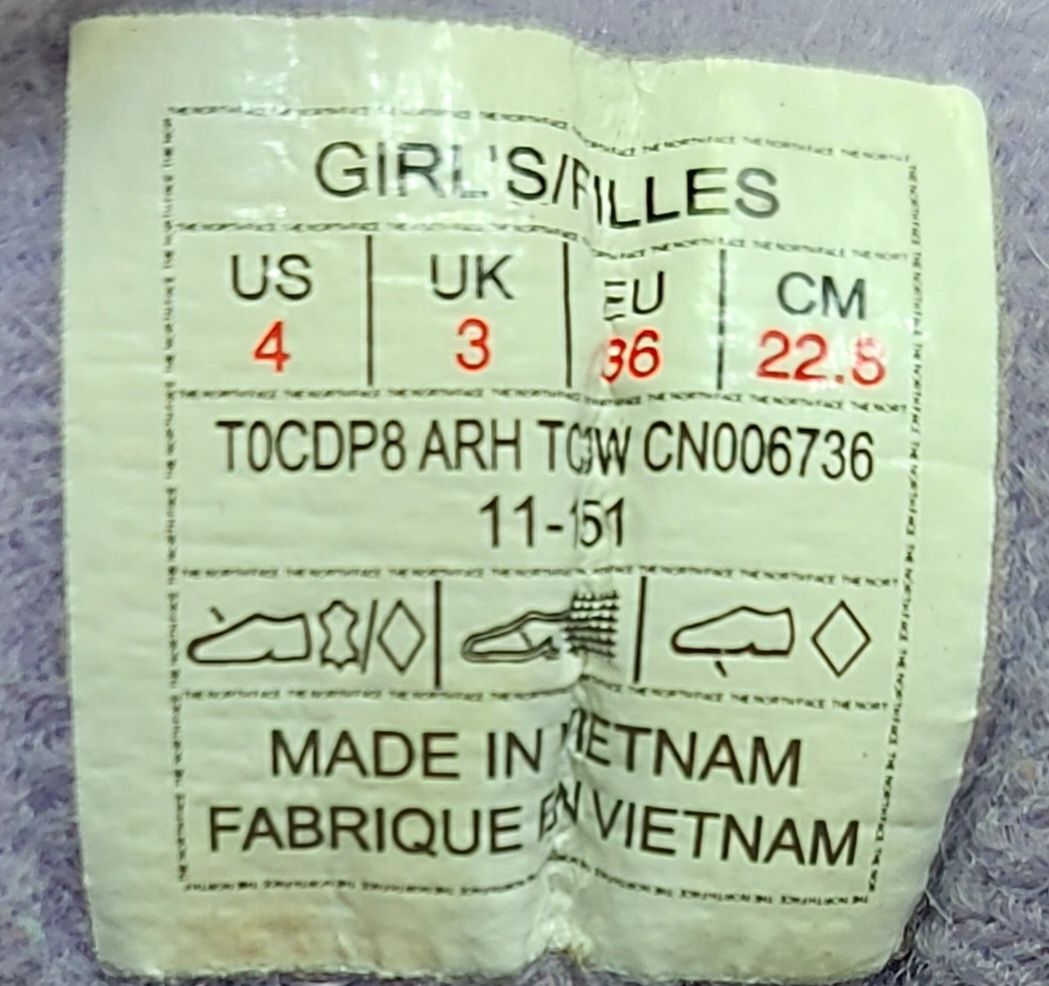 GIRL'S/FILLES
US UK EU CM
4 3 36 22.8
T0CDP8 ARH CN006736
11-151
MADE IN VIETNAM
FABRIQUE EN VIETNAM